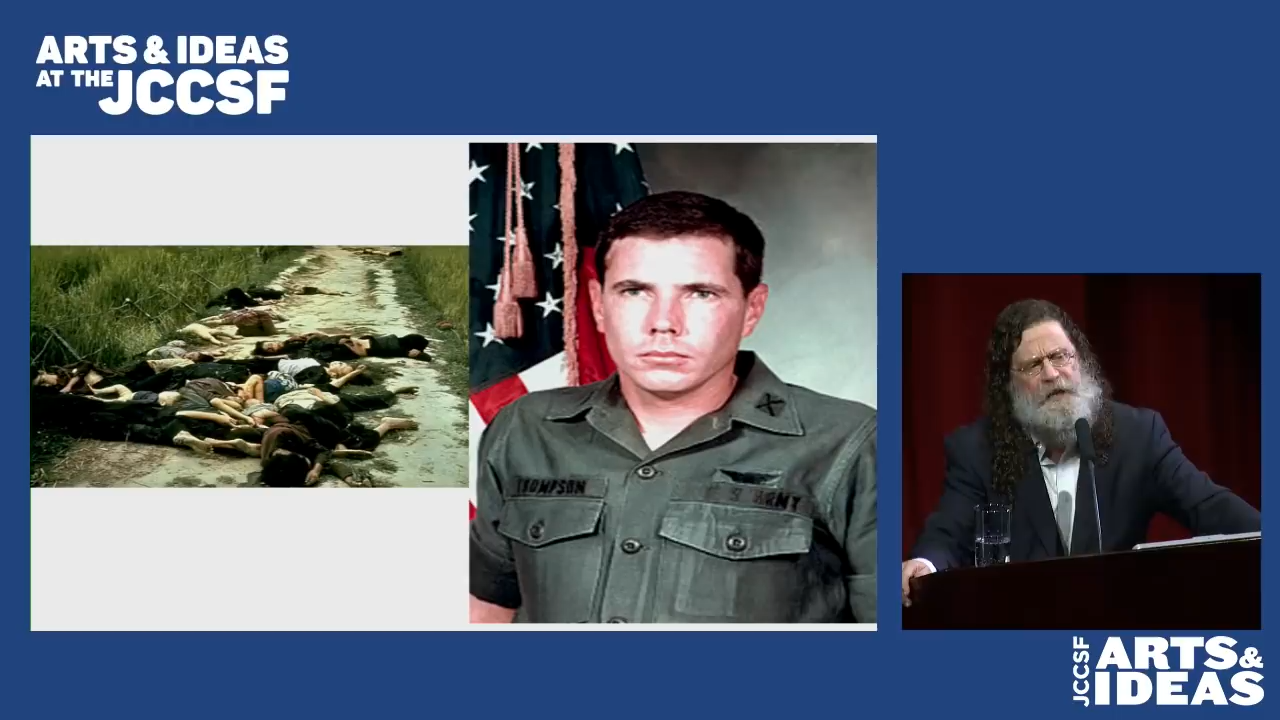 ARTS & IDEAS
AT THE JCCSF
THOMPSON
ARMY
JCCSF
ARTS&
IDEAS